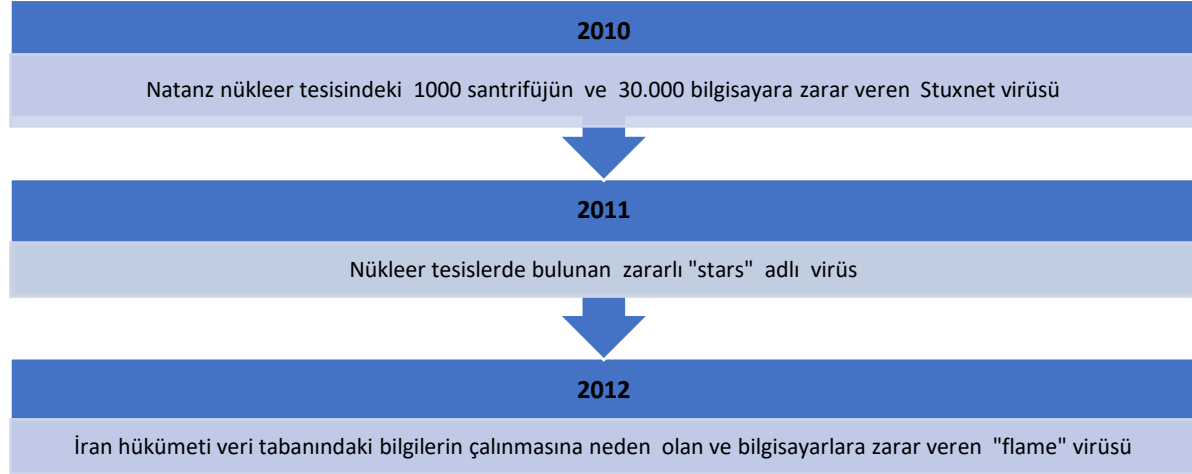 2010
Natanz nükleer tesisindeki 1000 santrifüjün ve 30.000 bilgisayara zarar veren Stuxnet virüsü
2011
Nükleer tesislerde bulunan zararlı "stars" adlı virüs
2012
İran hükümeti veri tabanındaki bilgilerin çalınmasına neden olan ve bilgisayarlara zarar veren "flame" virüsü